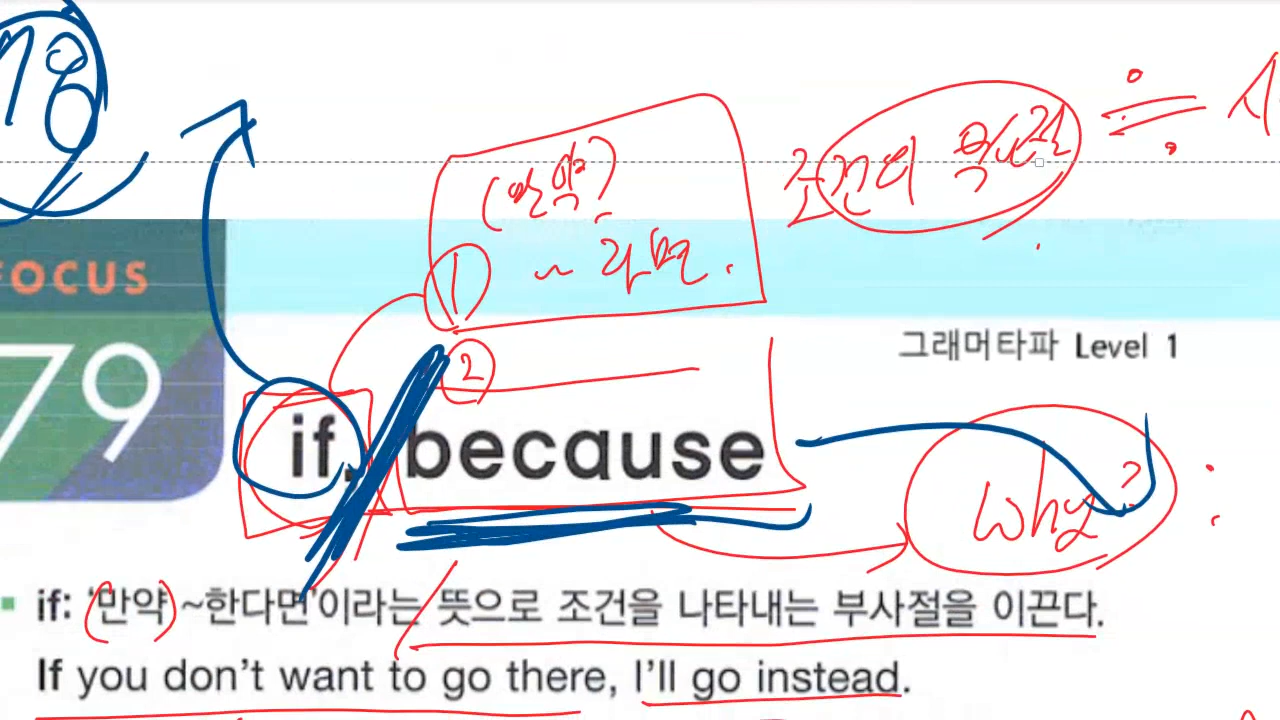 (만약)
조건의 부사절
① ~ 라면.
FOCUS
79
그래머타파 Level 1
②
if, because
Why?
if: ‘만약 ~한다면’이라는 뜻으로 조건을 나타내는 부사절을 이끈다.
If you don’t want to go there, I’ll go instead.